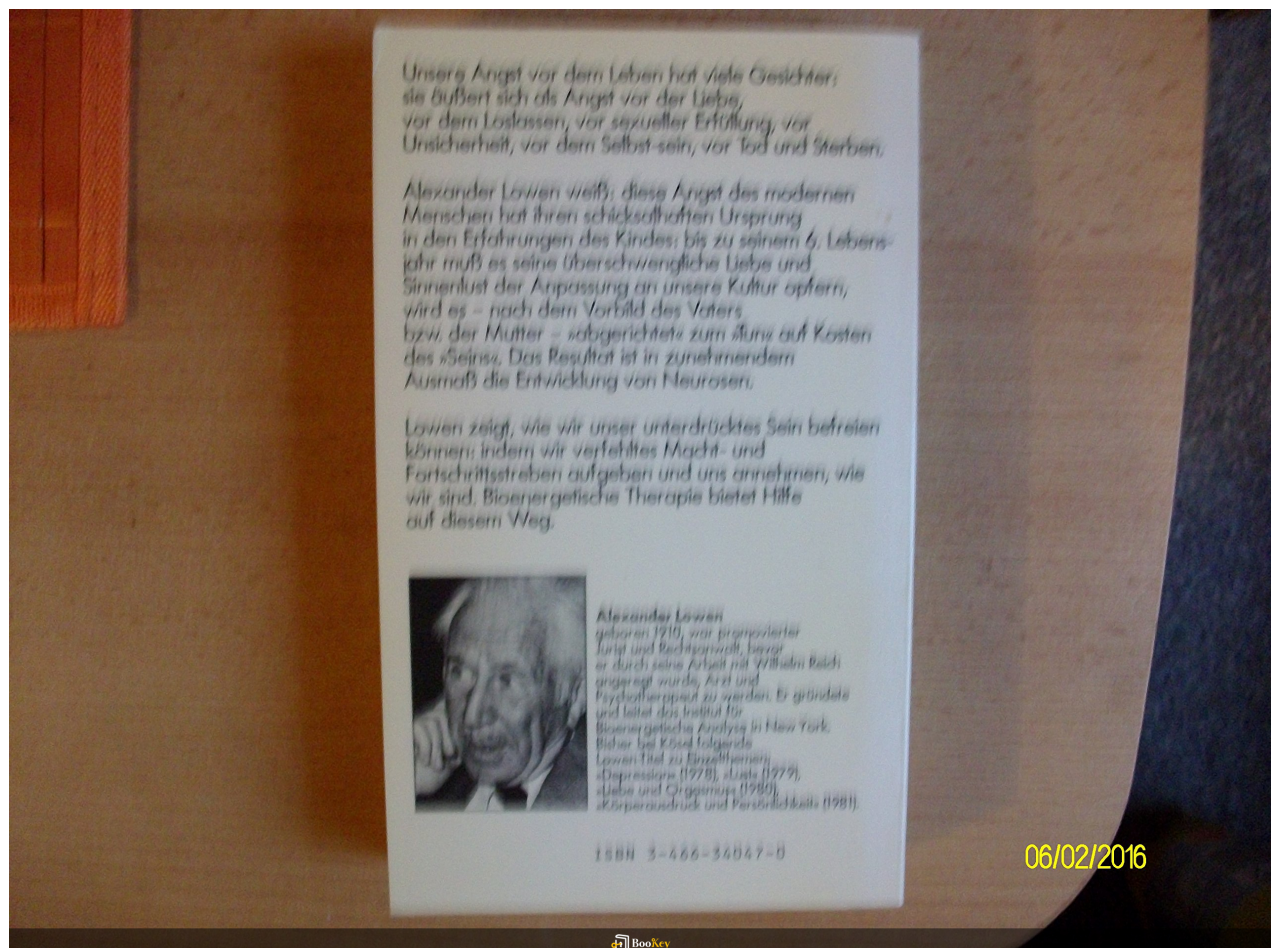 Unsere Angst vor dem Leben hat viele Gesichter:
sie äußert sich als Angst vor der Liebe,
vor dem Loslassen, vor sexueller Erfüllung, vor
Unsicherheit, vor dem Selbst-sein, vor Tod und Sterben.
Alexander Lowen weiß: diese Angst des modernen
Menschen hat ihren schicksalhaften Ursprung
in den Erfahrungen des Kindes: bis zu seinem 6. Lebens-
jahr muß es seine überschwengliche Liebe und
Sinnenlust der Anpassung an unsere Kultur opfern,
wird es – nach dem Vorbild des Vaters
bzw. der Mutter – »abgerichtet« zum »Tun« auf Kosten
des »Seins«. Das Resultat ist in zunehmendem
Ausmaß die Entwicklung von Neurosen.
Lowen zeigt, wie wir unser unterdrücktes Sein befreien
können: indem wir verfehltes Macht- und
Fortschrittsstreben aufgeben und uns annehmen, wie
wir sind. Bioenergetische Therapie bietet Hilfe
auf diesem Weg.
Alexander Lowen
geboren 1910, war promovierter
Jurist und Rechtsanwalt, bevor
er durch seine Arbeit mit Wilhelm Reich
angeregt wurde, Arzt und
Psychotherapeut zu werden. Er gründete
und leitet das Institut für
Bioenergetische Analyse in New York.
Bisher bei Kösel folgende
Lowen-Titel zu Einzelthemen:
»Depression« (1978), »Lust« (1979),
»Liebe und Orgasmus« (1980),
»Körperausdruck und Persönlichkeit« (1981).
ISBN 3-466-34047-0
06/02/2016
BooKey